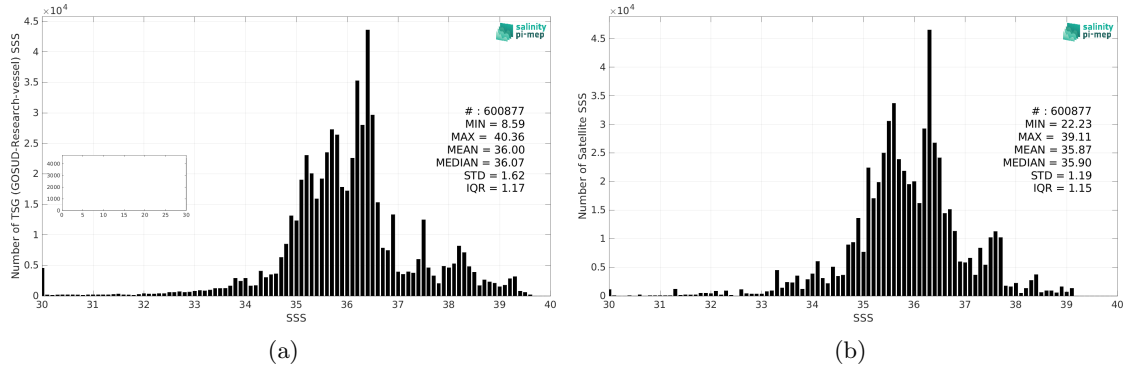 ×10⁴
4.5
4
3.5
3
2.5
2
1.5
1
0.5
0
Number of TSG (GOSUD-Research-vessel) SSS
salinity
pi-mep
# : 600877
MIN = 8.59
MAX = 40.36
MEAN = 36.00
MEDIAN = 36.07
STD = 1.62
IQR = 1.17
4000
3000
2000
1000
0
0 5 10 15 20 25 30
30 31 32 33 34 35 36 37 38 39 40
SSS
(a)
×10⁴
4.5
4
3.5
3
2.5
2
1.5
1
0.5
0
Number of Satellite SSS
salinity
pi-mep
# : 600877
MIN = 22.23
MAX = 39.11
MEAN = 35.87
MEDIAN = 35.90
STD = 1.19
IQR = 1.15
30 31 32 33 34 35 36 37 38 39 40
SSS
(b)